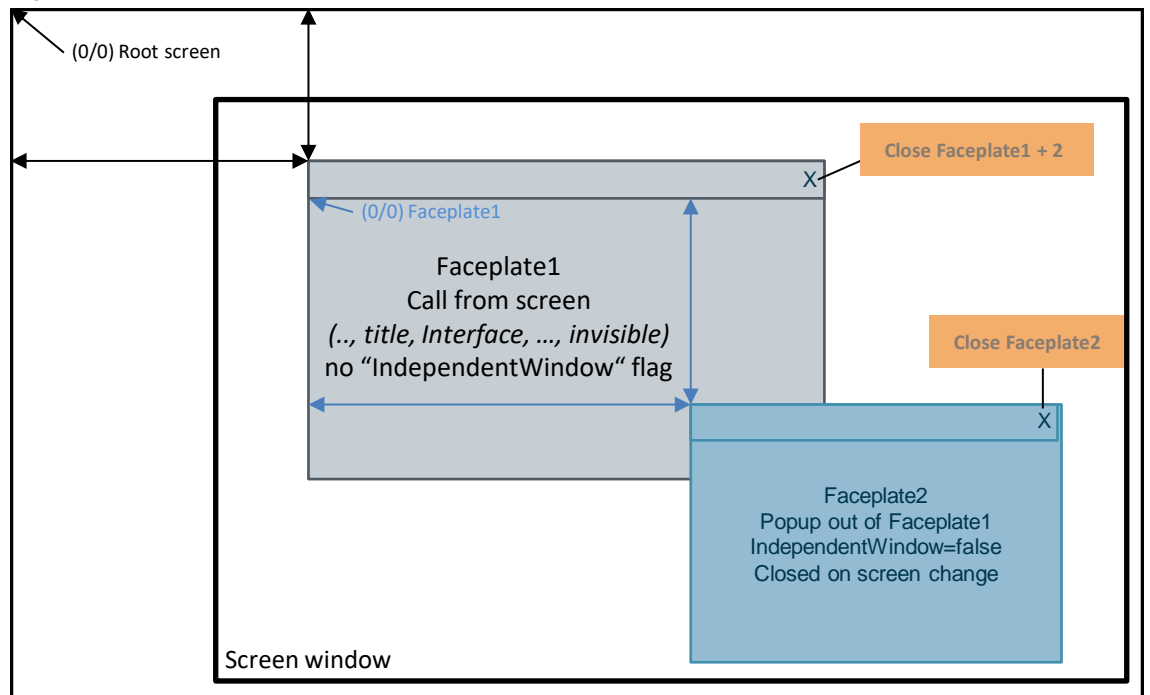 (0/0) Root screen
Close Faceplate1 + 2
X
(0/0) Faceplate1
Faceplate1
Call from screen
(.., title, Interface, …, invisible)
no “IndependentWindow“ flag
Close Faceplate2
X
Faceplate2
Popup out of Faceplate1
IndependentWindow=false
Closed on screen change
Screen window